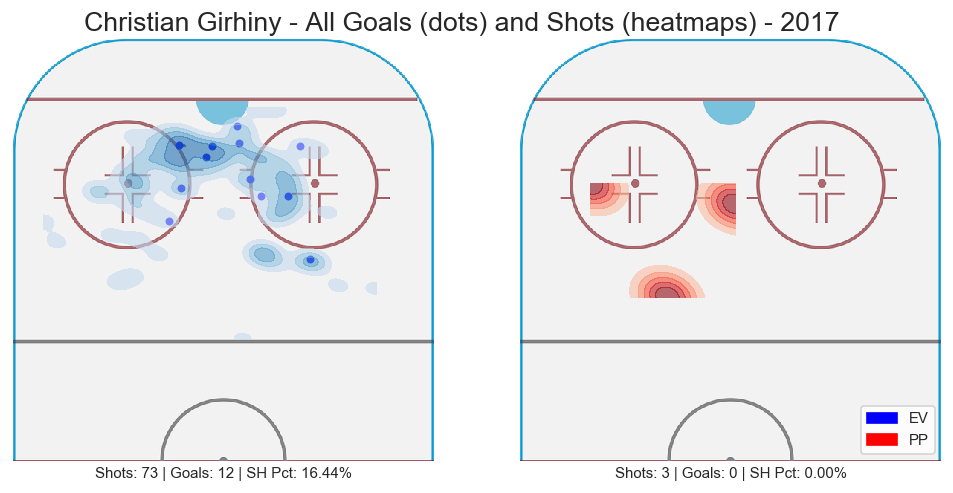 Christian Girhiny - All Goals (dots) and Shots (heatmaps) - 2017
EV
PP
Shots: 73 | Goals: 12 | SH Pct: 16.44%
Shots: 3 | Goals: 0 | SH Pct: 0.00%